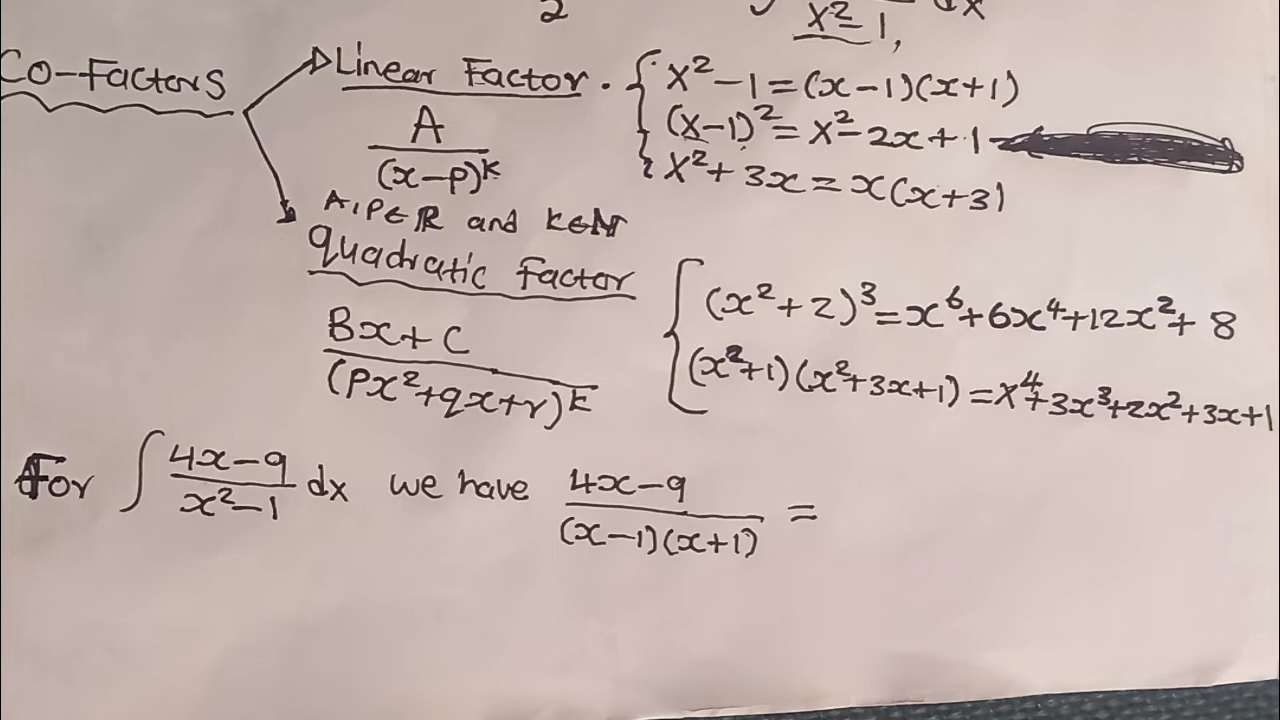 2
x² - 1, dx
Co-Factors
Linear Factor.
A
(x-p)^k
A, P ∈ ℝ and K ∈ ℕ
x² - 1 = (x-1)(x+1)
(x-1)² = x² - 2x + 1
x² + 3x = x(x+3)
Quadratic Factor
Bx + C
(Px² + qx + r)^k
(x² + 2)³ = x⁶ + 6x⁴ + 12x² + 8
(x² + 1)(x² + 3x + 1) = x⁴ + 3x³ + 2x² + 3x + 1
For ∫ (4x-9)/(x²-1) dx we have (4x-9)/((x-1)(x+1)) =